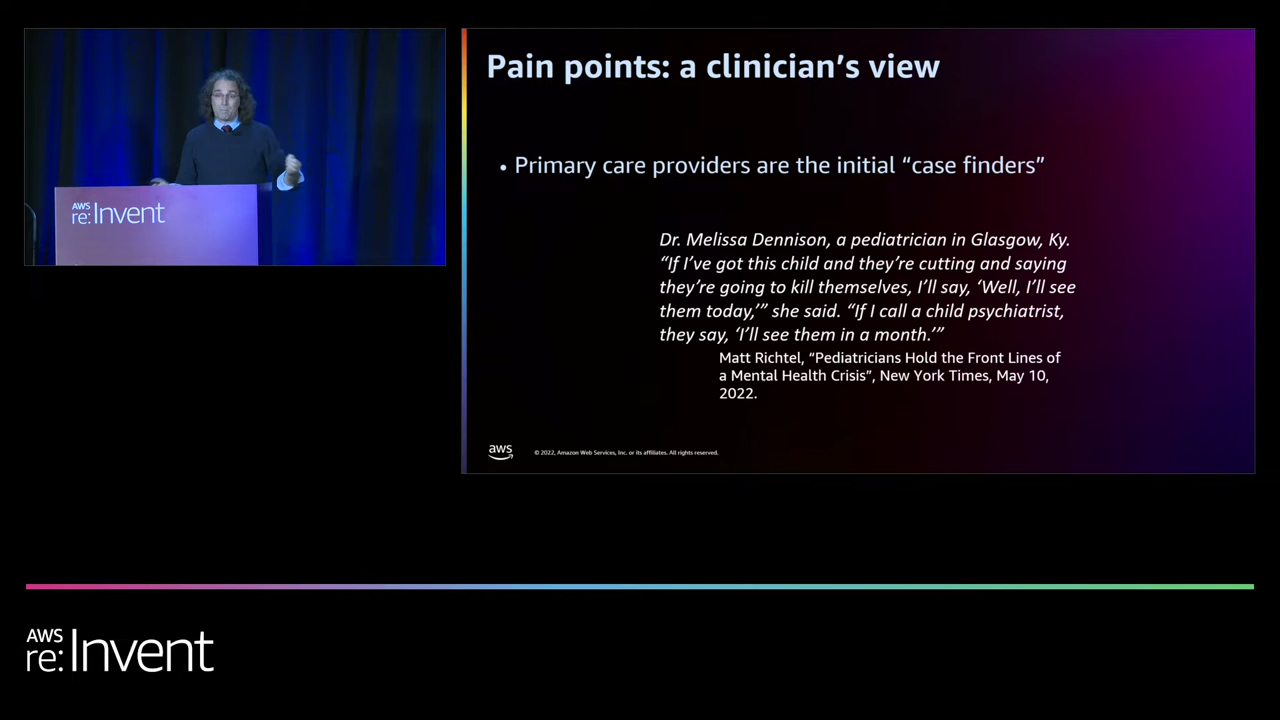 AWS
re:Invent
Pain points: a clinician’s view
• Primary care providers are the initial “case finders”
Dr. Melissa Dennison, a pediatrician in Glasgow, Ky.
“If I’ve got this child and they’re cutting and saying
they’re going to kill themselves, I’ll say, ‘Well, I’ll see
them today,’” she said. “If I call a child psychiatrist,
they say, ‘I’ll see them in a month.’”
Matt Richtel, “Pediatricians Hold the Front Lines of
a Mental Health Crisis”, New York Times, May 10,
2022.
aws
© 2022, Amazon Web Services, Inc. or its affiliates. All rights reserved.
AWS
re:Invent